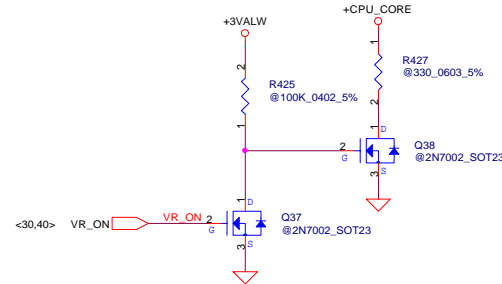 +3VALW
+CPU_CORE
2
R425
@100K_0402_5%
1
1
R427
@330_0603_5%
2
1
D
2
G
Q38
@2N7002_SOT23
3
S
<30,40>
VR_ON
VR_ON
2
G
1
D
Q37
@2N7002_SOT23
3
S